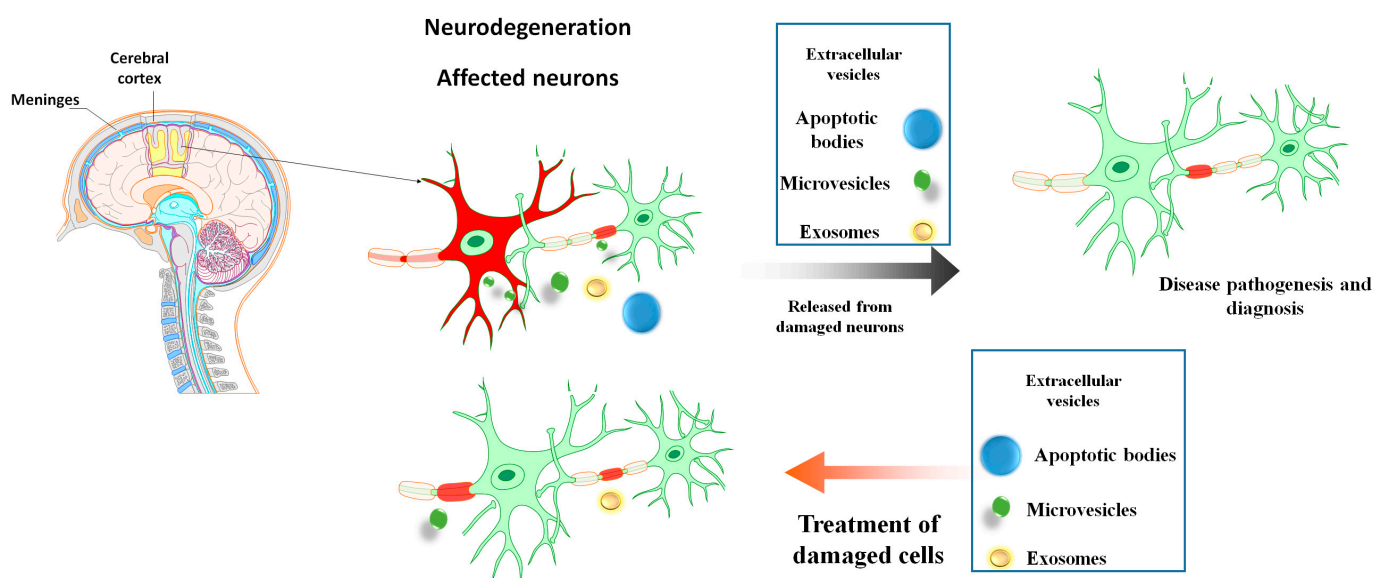 Neurodegeneration
Affected neurons
Cerebral
cortex
Meninges
Extracellular
vesicles
Apoptotic
bodies
Microvesicles
Exosomes
Released from
damaged neurons
Disease pathogenesis and
diagnosis
Extracellular
vesicles
Apoptotic bodies
Microvesicles
Exosomes
Treatment of
damaged cells